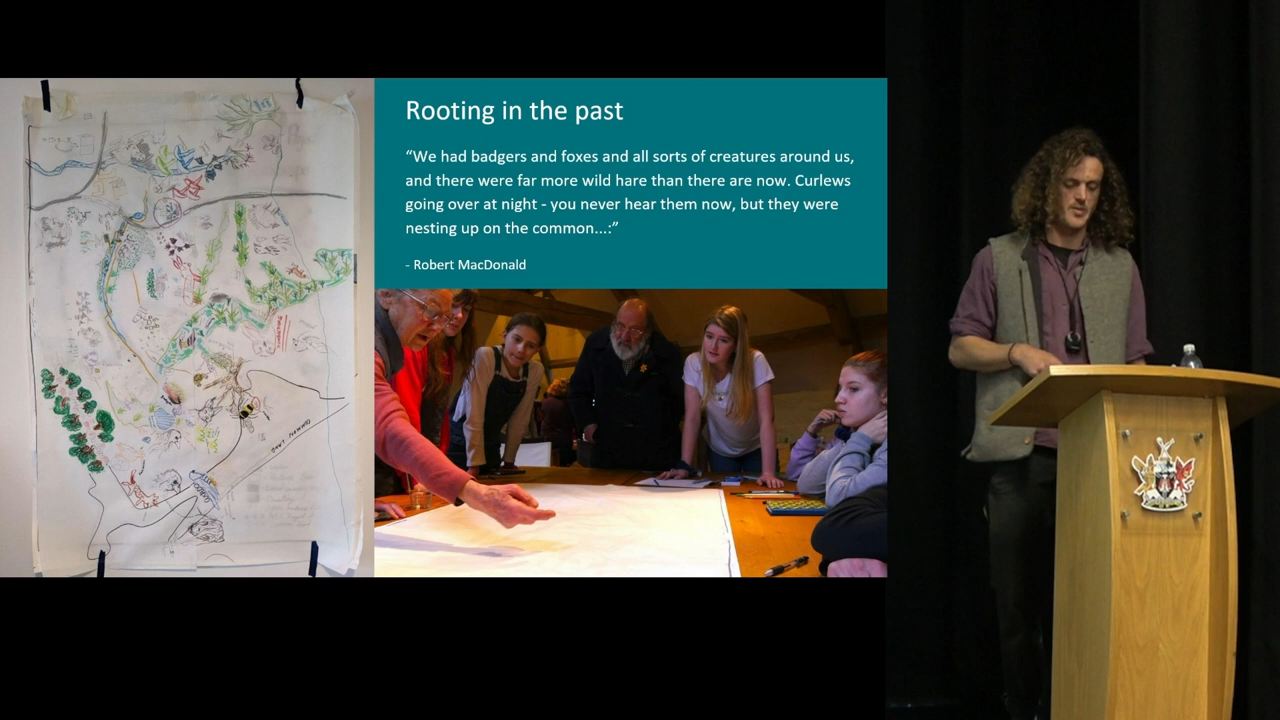 Rooting in the past
“We had badgers and foxes and all sorts of creatures around us,
and there were far more wild hare than there are now. Curlews
going over at night - you never hear them now, but they were
nesting up on the common...:”
- Robert MacDonald